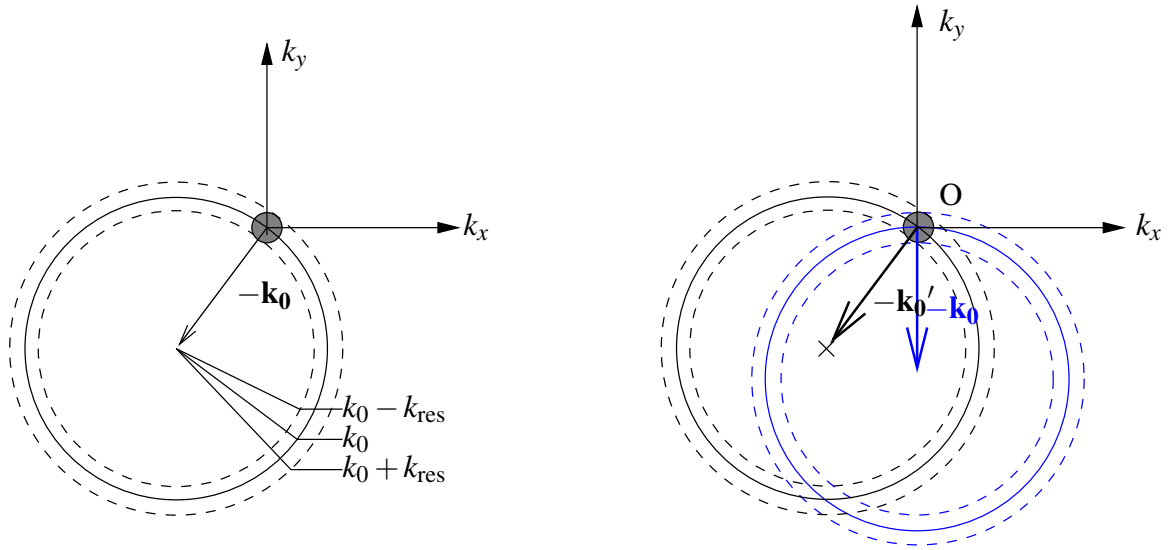 k_y
k_x
−k₀
k₀ − k_res
k₀
k₀ + k_res
k_y
O
k_x
−k₀′
−k₀